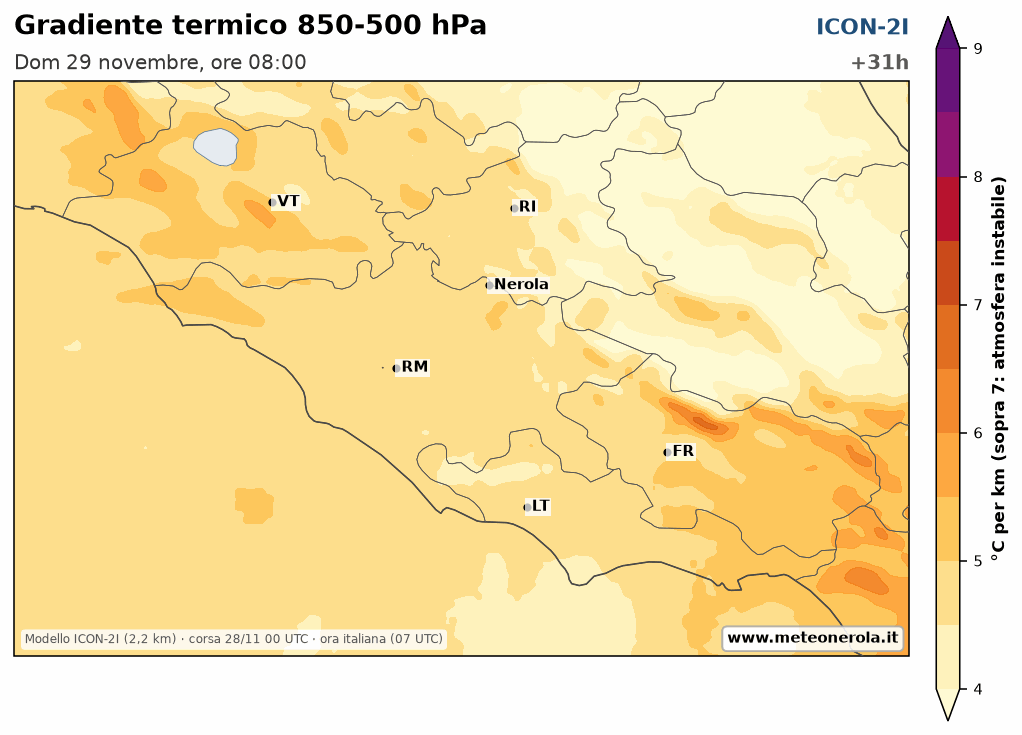 Gradiente termico 850-500 hPa
ICON-2I
Dom 29 novembre, ore 08:00
+31h
VT
RI
Nerola
RM
FR
LT
Modello ICON-2I (2,2 km) · corsa 28/11 00 UTC · ora italiana (07 UTC)
www.meteonerola.it
9
8
7
6
5
4
°C per km (sopra 7: atmosfera instabile)